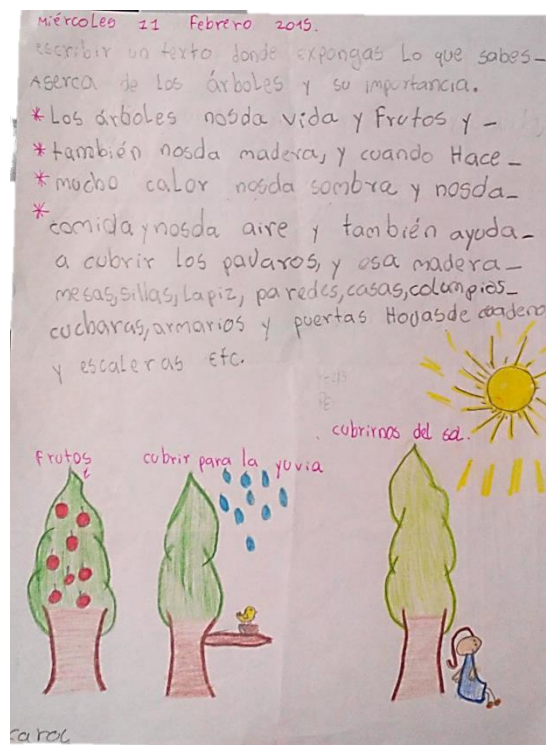 Miércoles 11 Febrero 2015.
escribir un texto donde expongas Lo que sabes-
Aserca de Los árboles y su importancia.
* Los árboles nosda vida y Frutos y -
* también nosda madera, y cuando Hace -
* mucho calor nosda sombra y nosda -
* comida y nosda aire y también ayuda -
a cubrir los pavaros, y esa madera -
mesas, sillas, Lapiz, paredes, casas, columpios -
cucharas, armarios y puertas Hojas de cuaderno
y escaleras etc.
cubrirnos del sol.
Frutos cubrir para la yuvia
carol